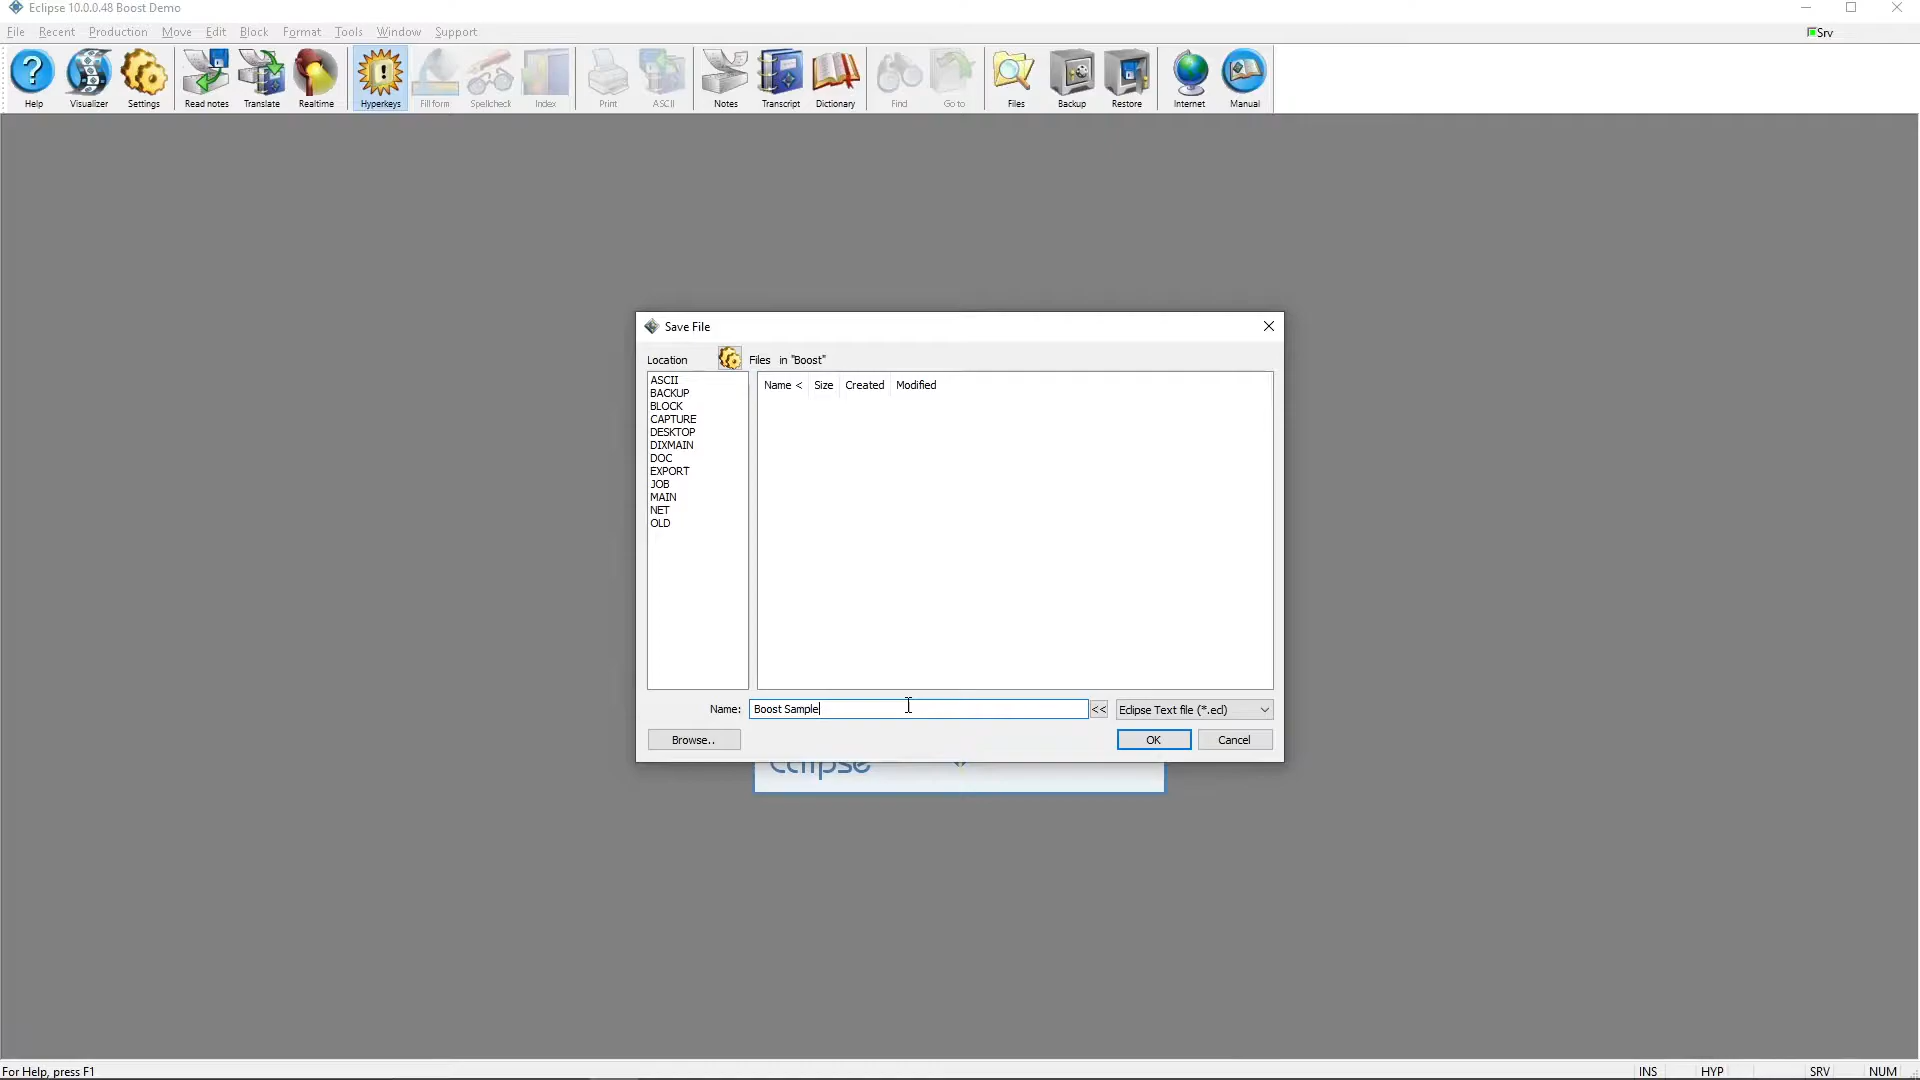 Eclipse 10.0.0.48 Boost Demo
File Recent Production Move Edit Block Format Tools Window Support
Srv
Help Visualizer Settings Read notes Translate Realtime Hyperkeys Fill form Spellcheck Index Print ASCII Notes Transcript Dictionary Find Go to Files Backup Restore Internet Manual
Save File
Location Files in "Boost"
Name < Size Created Modified
ASCII
BACKUP
BLOCK
CAPTURE
DESKTOP
DIXMAIN
DOC
EXPORT
JOB
MAIN
NET
OLD
Name: Boost Sample << Eclipse Text file (*.ecl)
Browse.. OK Cancel
Eclipse
For Help, press F1 INS HYP SRV NUM